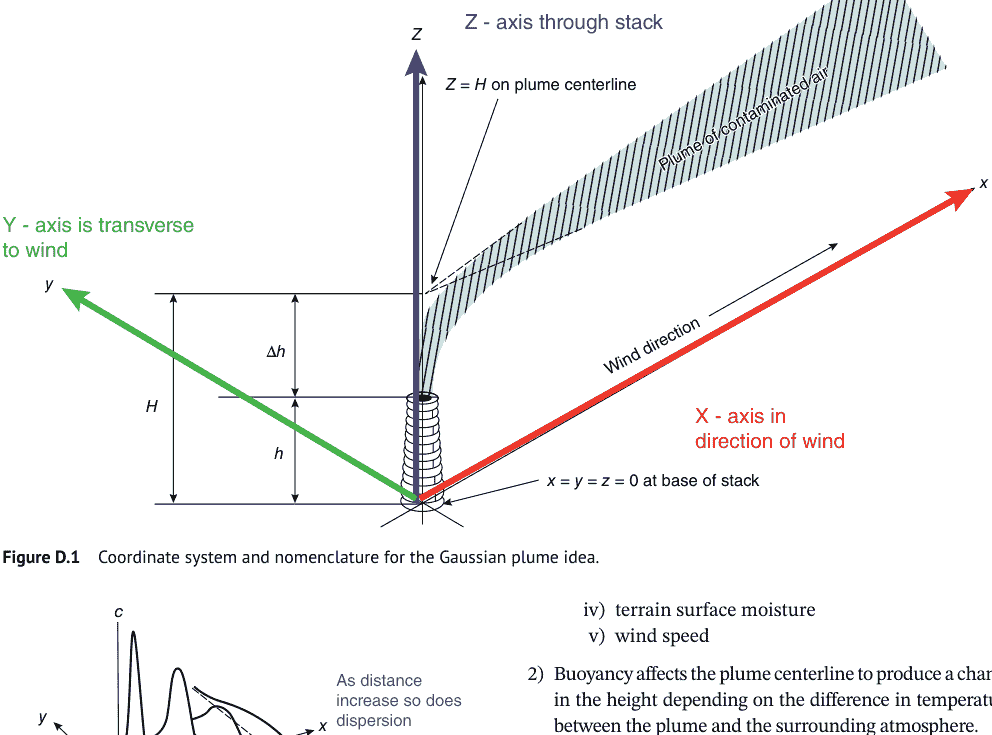 Z - axis through stack
Z
Z = H on plume centerline
Plume of contaminated air
x
Y - axis is transverse
to wind
y
Δh
Wind direction
H
X - axis in
direction of wind
h
x = y = z = 0 at base of stack
Figure D.1 Coordinate system and nomenclature for the Gaussian plume idea.
c
As distance
increase so does
dispersion
y
x
iv) terrain surface moisture
v) wind speed
2) Buoyancy affects the plume centerline to produce a chan
in the height depending on the difference in temperatu
between the plume and the surrounding atmosphere.